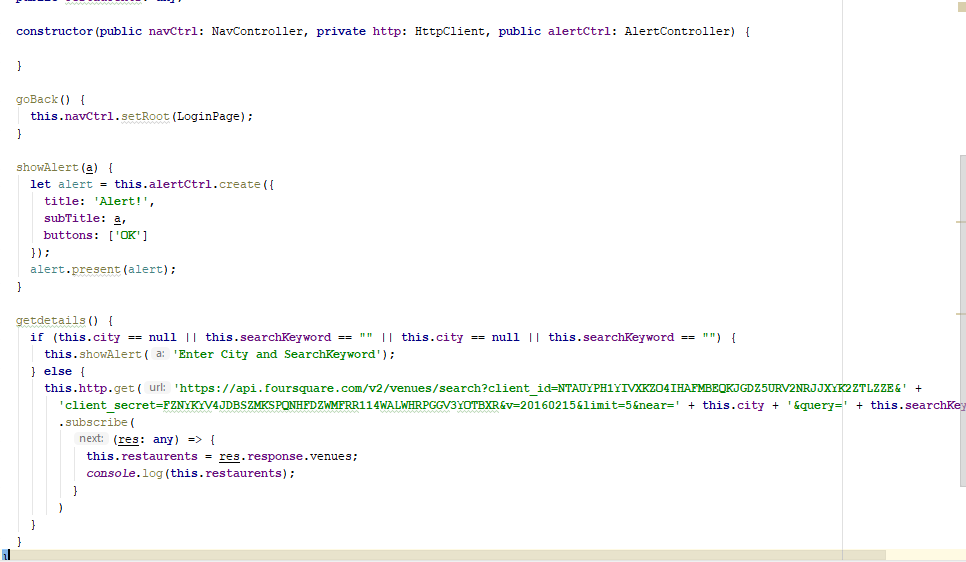 constructor(public navCtrl: NavController, private http: HttpClient, public alertCtrl: AlertController) {
}
goBack() {
this.navCtrl.setRoot(LoginPage);
}
showAlert(a) {
let alert = this.alertCtrl.create({
title: 'Alert!',
subTitle: a,
buttons: ['OK']
});
alert.present(alert);
}
getdetails() {
if (this.city == null || this.searchKeyword == "" || this.city == null || this.searchKeyword == "") {
this.showAlert( a: 'Enter City and SearchKeyword');
} else {
this.http.get( url: 'https://api.foursquare.com/v2/venues/search?client_id=NTAUYPH1YIVXKZO4IHAFMBEQKJGDZ5URV2NRJJXYK2ZTLZZE&' +
'client_secret=FZNYKYV4JDBSZMKSPQNHFDZWMFRR114WALWHRPGGV3YOTBXR&v=20160215&limit=5&near=' + this.city + '&query=' + this.searchKey
.subscribe(
next: (res: any) => {
this.restaurents = res.response.venues;
console.log(this.restaurents);
}
)
}
}
}